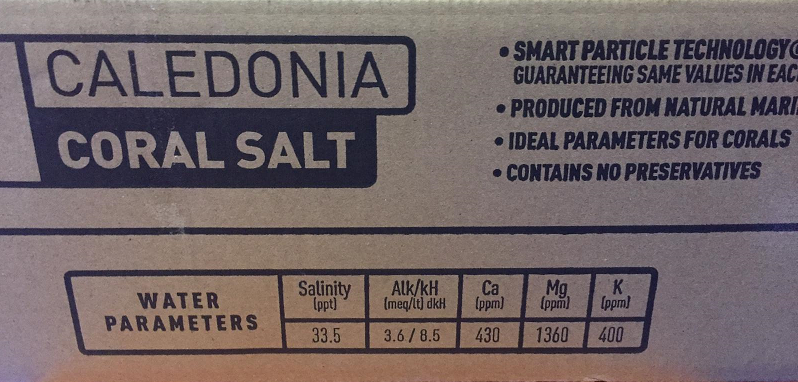 CALEDONIA
CORAL SALT
• SMART PARTICLE TECHNOLOGY
GUARANTEEING SAME VALUES IN
• PRODUCED FROM NATURAL
• IDEAL PARAMETERS FOR CORALS
• CONTAINS NO PRESERVATIVES
WATER PARAMETERS
Salinity (ppt) Alk/kH (meq/lt) dkH Ca (ppm) Mg (ppm) K (ppm)
33.5 3.6 / 8.5 430 1360 400